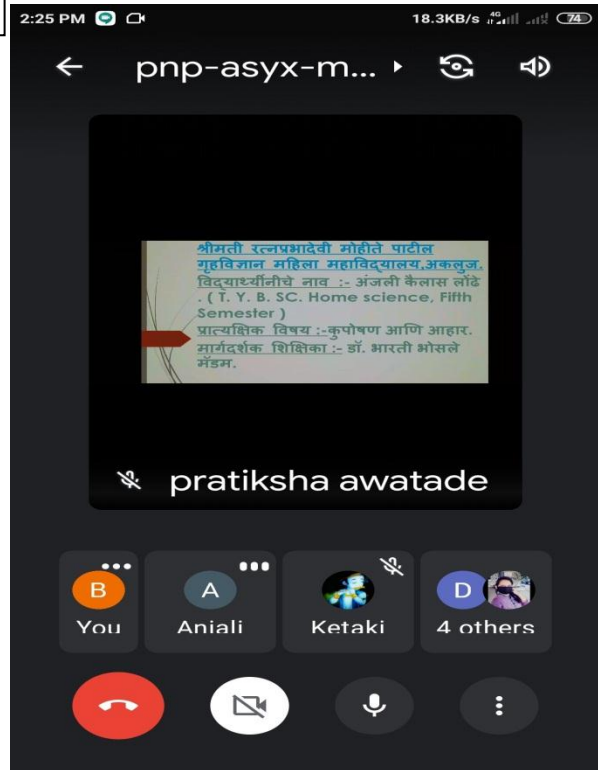 2:25 PM 18.3KB/s 4G 74
pnp-asyx-m...
श्रीमती रत्नप्रभादेवी मोहीते पाटील
गृहविज्ञान महिला महाविद्यालय,अकलुज.
विद्यार्थ्यीनीचे नाव :- अंजली कैलास लोंढे
. ( T. Y. B. SC. Home science, Fifth
Semester )
प्रात्यक्षिक विषय :-कुपोषण आणि आहार.
मार्गदर्शक शिक्षिका :- डॉ. भारती भोसले
मॅडम.
pratiksha awatade
B A D
You Anjali Ketaki 4 others